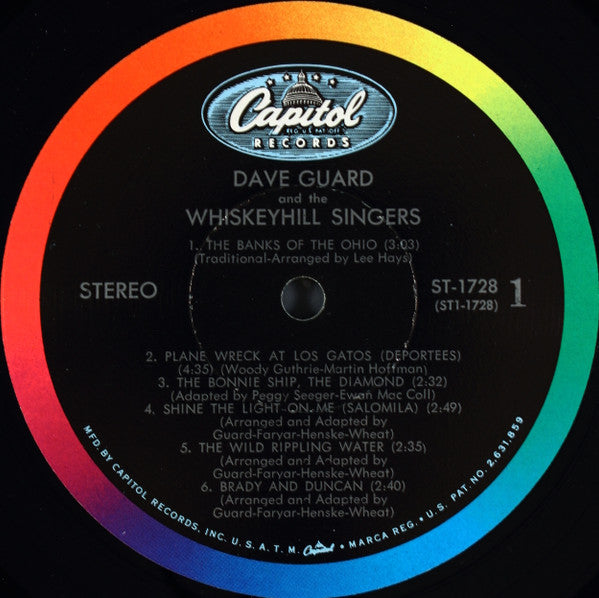 Capitol
REG. U.S. PAT. OFF.
RECORDS
DAVE GUARD
and the
WHISKEYHILL SINGERS
1. THE BANKS OF THE OHIO (3:03)
(Traditional-Arranged by Lee Hays)
STEREO
ST-1728
(ST1-1728)
1
2. PLANE WRECK AT LOS GATOS (DEPORTEES)
(4:35) (Woody Guthrie-Martin Hoffman)
3. THE BONNIE SHIP, THE DIAMOND (2:32)
(Adapted by Peggy Seeger-Ewan Mac Coll)
4. SHINE THE LIGHT ON ME (SALOMILA) (2:49)
(Arranged and Adapted by
Guard-Faryar-Henske-Wheat)
5. THE WILD RIPPLING WATER (2:35)
(Arranged and Adapted by
Guard-Faryar-Henske-Wheat)
6. BRADY AND DUNCAN (2:40)
(Arranged and Adapted by
Guard-Faryar-Henske-Wheat)
MFD. BY CAPITOL RECORDS, INC. U. S. A. T. M. Capitol • MARCA REG. • U. S. PAT. NO. 2,631,859